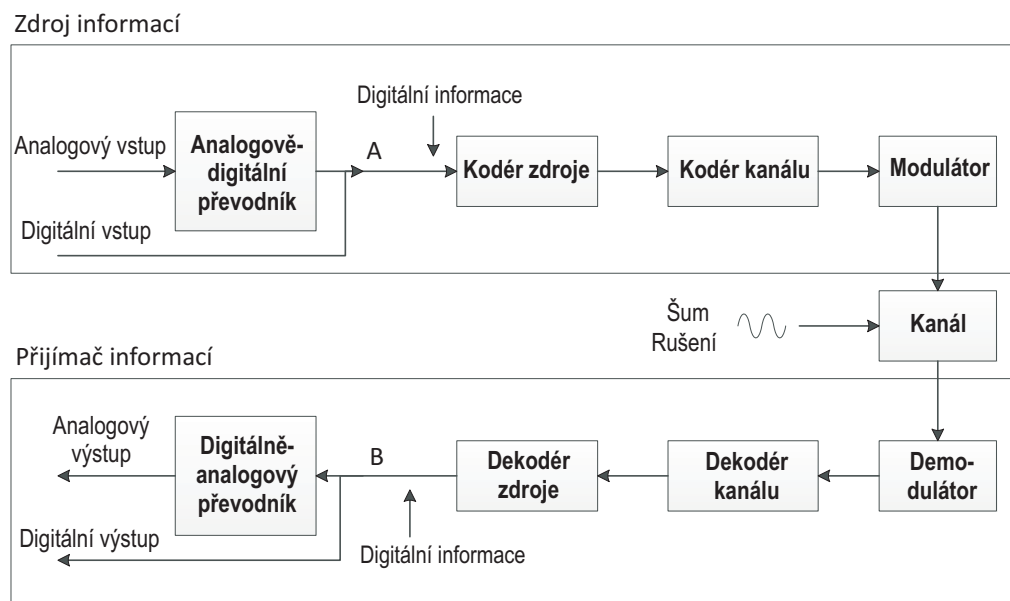 Zdroj informací
Digitální informace
Analogový vstup
Analogově-
digitální
převodník
A
Kodér zdroje
Kodér kanálu
Modulátor
Digitální vstup
Šum
Rušení
Kanál
Přijímač informací
Analogový
výstup
Digitálně-
analogový
převodník
B
Dekodér
zdroje
Dekodér
kanálu
Demo-
dulátor
Digitální výstup
Digitální informace